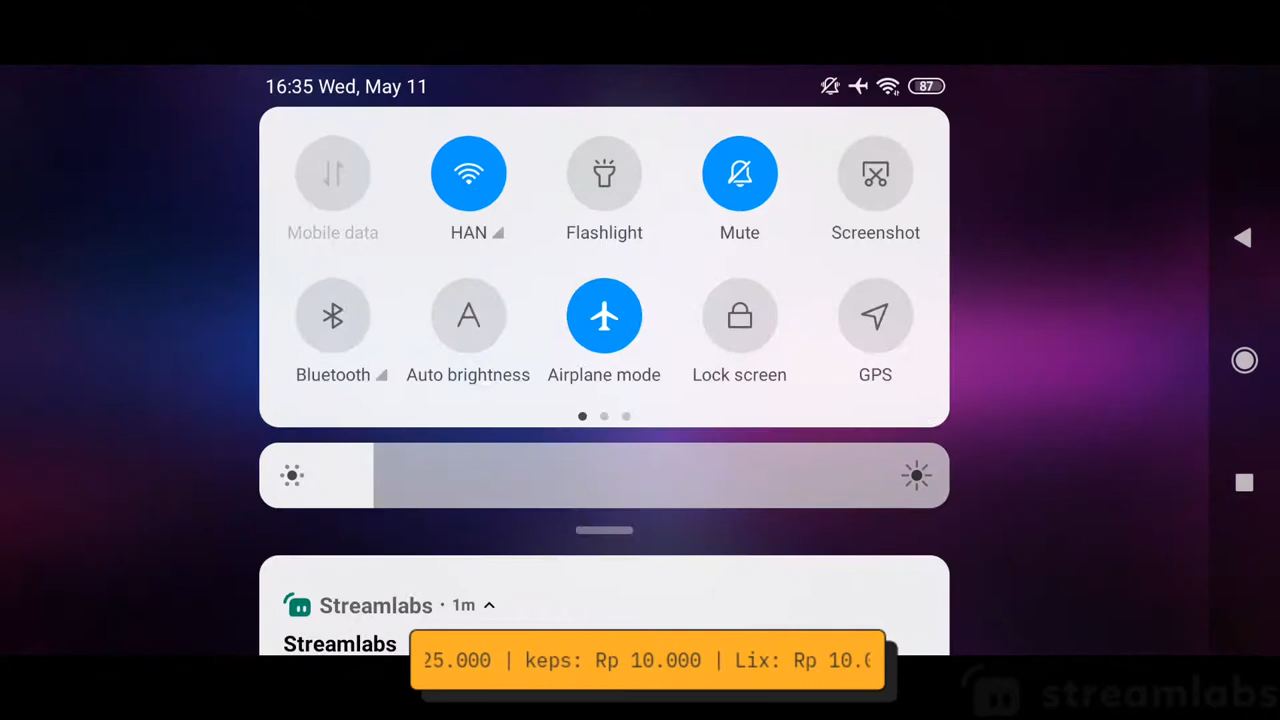 16:35 Wed, May 11
87
Mobile data HAN Flashlight Mute Screenshot
Bluetooth Auto brightness Airplane mode Lock screen GPS
Streamlabs · 1m
Streamlabs
25.000 | keps: Rp 10.000 | Lix: Rp 10.0
streamlabs